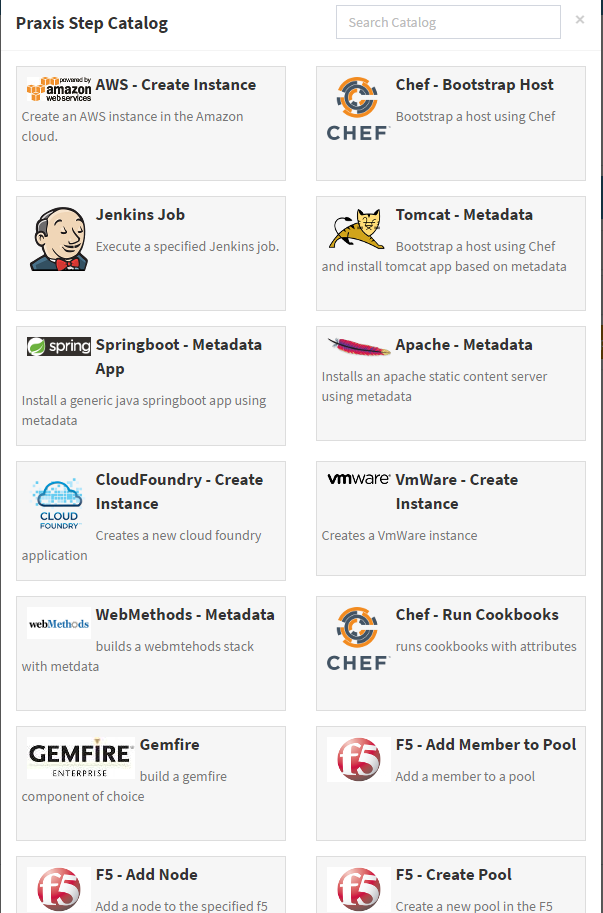 Praxis Step Catalog
Search Catalog
×
powered by
amazon
webservices
AWS - Create Instance
Create an AWS instance in the Amazon
cloud.
CHEF
Chef - Bootstrap Host
Bootstrap a host using Chef
Jenkins Job
Execute a specified Jenkins job.
Tomcat - Metadata
Bootstrap a host using Chef
and install tomcat app based on metadata
spring
Springboot - Metadata
App
Install a generic java springboot app using
metadata
Apache - Metadata
Installs an apache static content server
using metadata
CLOUD
FOUNDRY
CloudFoundry - Create
Instance
Creates a new cloud foundry
application
vmware
VmWare - Create
Instance
Creates a VmWare instance
webMethods
WebMethods - Metadata
builds a webmtehods stack
with metdata
CHEF
Chef - Run Cookbooks
runs cookbooks with attributes
GEMFIRE
ENTERPRISE
Gemfire
build a gemfire
component of choice
f5
F5 - Add Member to Pool
Add a member to a pool
f5
F5 - Add Node
Add a node to the specified f5
f5
F5 - Create Pool
Create a new pool in the F5